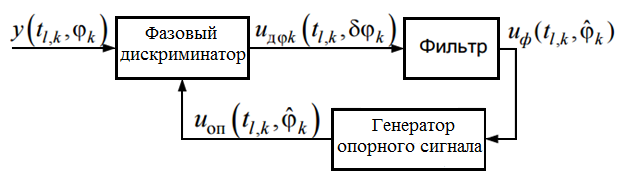 y(t_{l,k}, φ_k)
Фазовый
дискриминатор
u_{дφk}(t_{l,k}, δφ_k)
Фильтр
u_ф(t_{l,k}, φ̂_k)
u_{оп}(t_{l,k}, φ̂_k)
Генератор
опорного сигнала